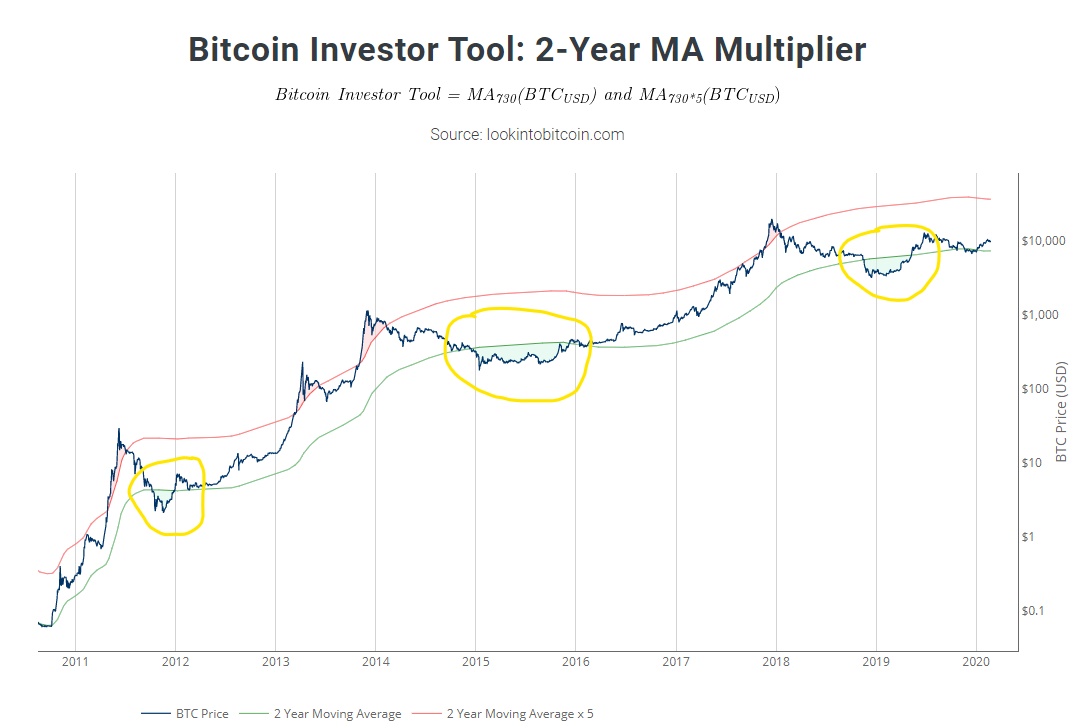 Bitcoin Investor Tool: 2-Year MA Multiplier
Bitcoin Investor Tool = MA730(BTCUSD) and MA730*5(BTCUSD)
Source: lookintobitcoin.com
$10,000
$1,000
$100
$10
$1
$0.1
BTC Price (USD)
2011 2012 2013 2014 2015 2016 2017 2018 2019 2020
BTC Price 2 Year Moving Average 2 Year Moving Average x 5